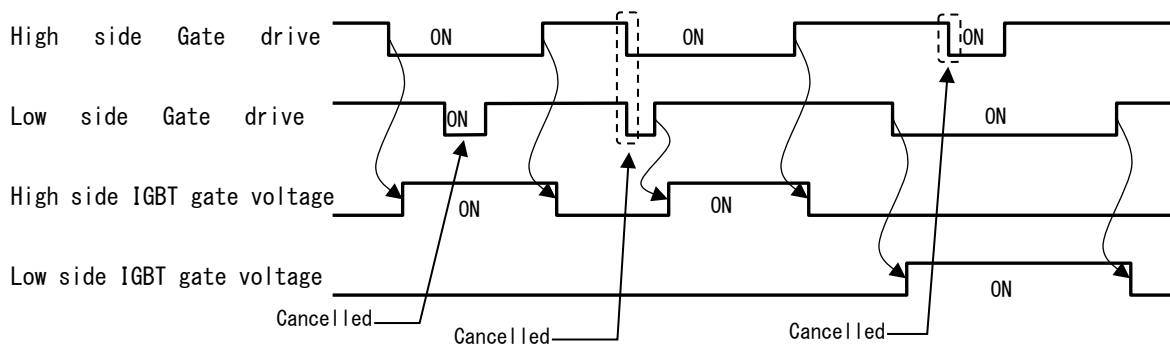 High side Gate drive ON ON ON
Low side Gate drive ON ON
High side IGBT gate voltage ON ON
Low side IGBT gate voltage ON
Cancelled Cancelled Cancelled